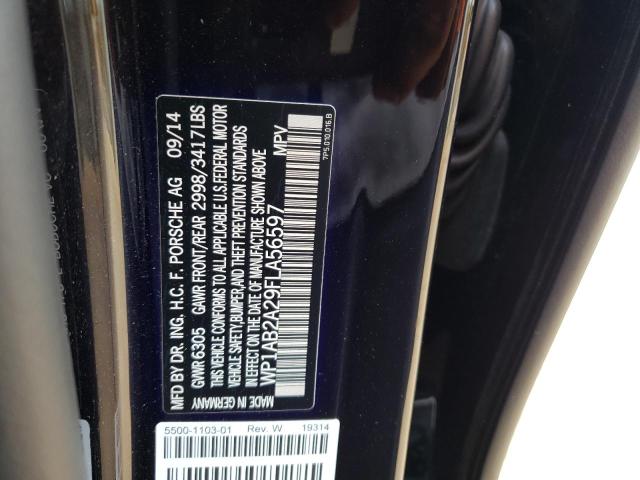 MFD BY DR. ING. H.C. F. PORSCHE AG 09/14
GVWR 6305 GAWR FRONT/REAR 2998/3417LBS
THIS VEHICLE CONFORMS TO ALL APPLICABLE U.S. FEDERAL MOTOR
VEHICLE SAFETY, BUMPER, AND THEFT PREVENTION STANDARDS
IN EFFECT ON THE DATE OF MANUFACTURE SHOWN ABOVE
WP1AB2A29FLA56597 MPV
MADE IN GERMANY
7P5.010.016.B
5500-1103-01 Rev. W 19314